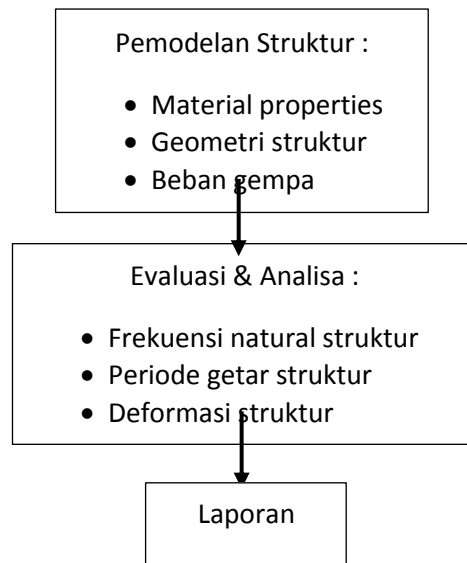 Pemodelan Struktur :
• Material properties
• Geometri struktur
• Beban gempa
Evaluasi & Analisa :
• Frekuensi natural struktur
• Periode getar struktur
• Deformasi struktur
Laporan